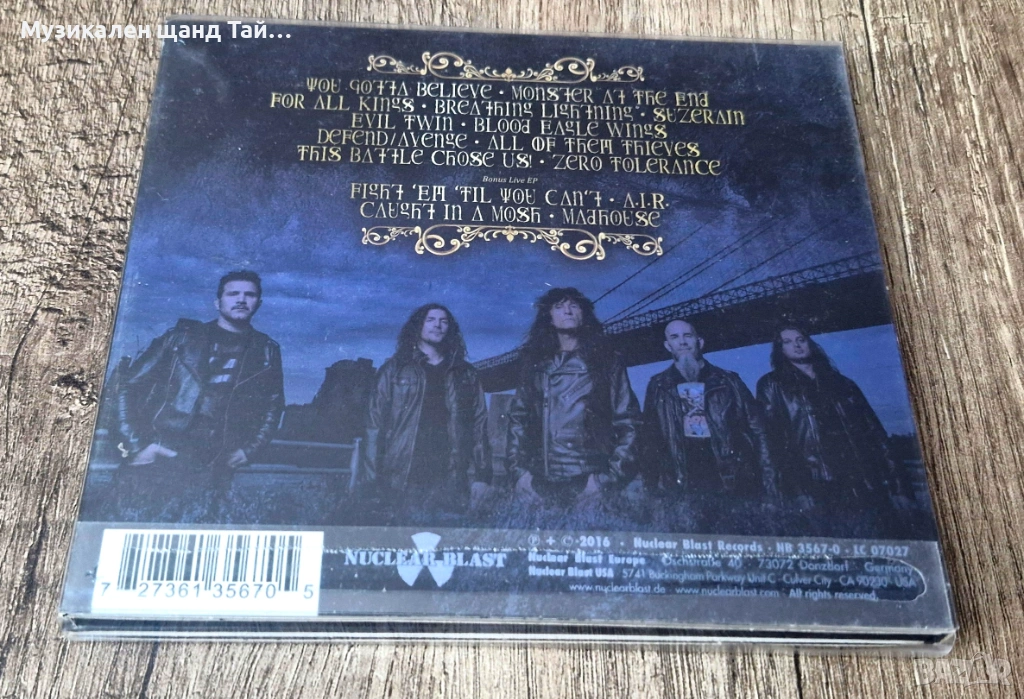 Музикален щанд Тай...
YOU GOTTA BELIEVE • MONSTER AT THE END
FOR ALL KINGS • BREATHING LIGHTNING • SUZERAIN
EVIL TWIN • BLOOD EAGLE WINGS
DEFEND/AVENGE • ALL OF THEM THIEVES
THIS BATTLE CHOSE US! • ZERO TOLERANCE
Bonus Live EP
FIGHT 'EM 'TIL YOU CAN'T • A.I.R.
CAUGHT IN A MOSH • MADHOUSE
NUCLEAR BLAST
℗ + © 2016 • Nuclear Blast Records • NB 3567-0 • LC 07027
Nuclear Blast Europe Oeschstraße 40 • 73072 Donzdorf • Germany
Nuclear Blast USA • 5741 Buckingham Parkway Unit C • Culver City • CA 90230 • USA
www.nuclearblast.de • www.nuclearblast.com • All rights reserved.
7 27361 35670 5